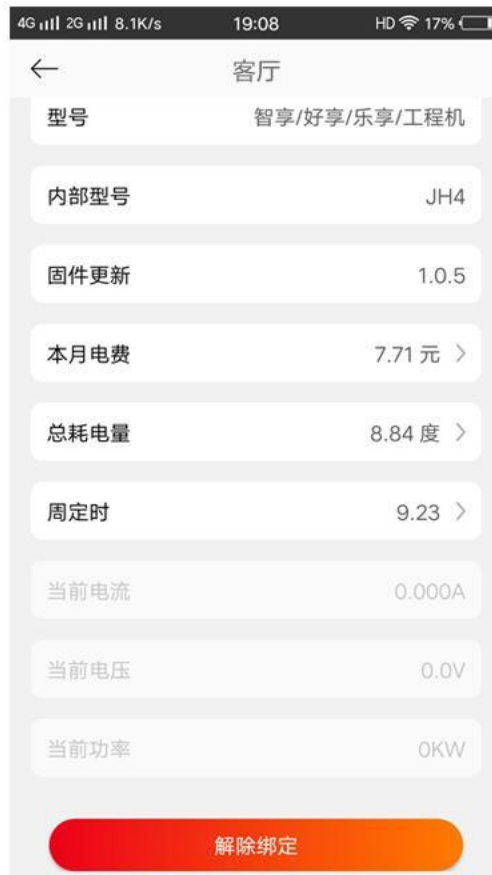 4G 2G 8.1K/s 19:08 HD 17%
客厅
型号 智享/好享/乐享/工程机
内部型号 JH4
固件更新 1.0.5
本月电费 7.71 元
总耗电量 8.84 度
周定时 9.23
当前电流 0.000A
当前电压 0.0V
当前功率 0KW
解除绑定